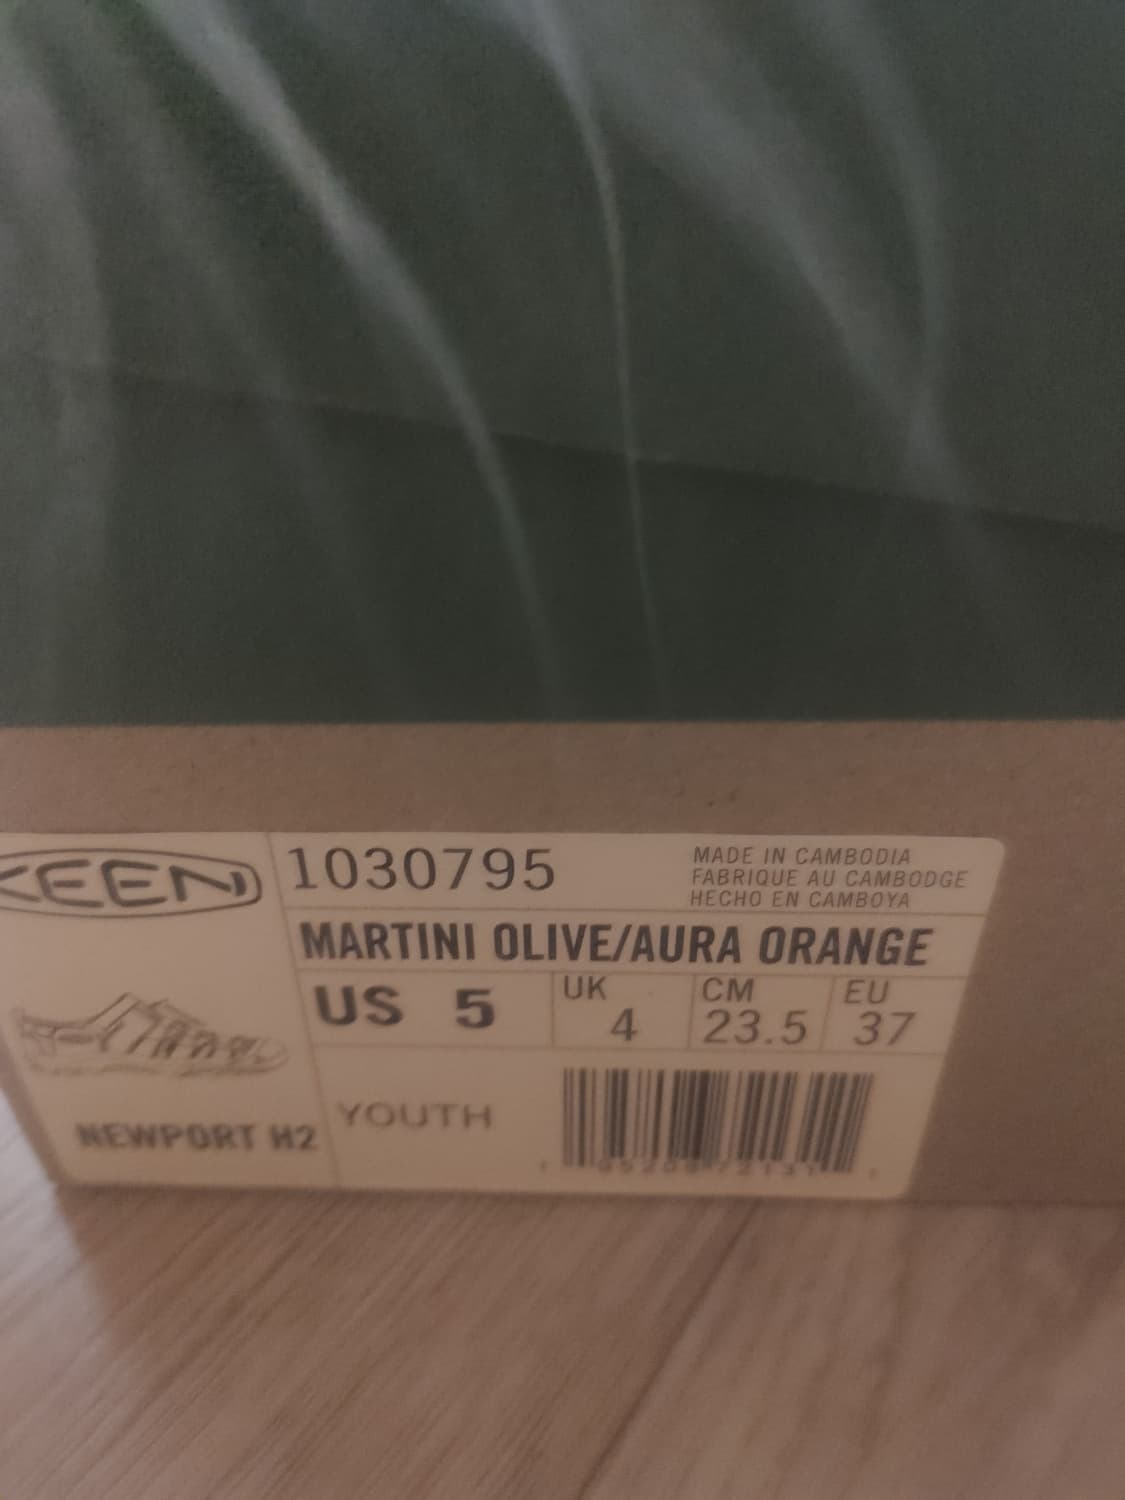 KEEN
1030795
MADE IN CAMBODIA
FABRIQUE AU CAMBODGE
HECHO EN CAMBOYA
MARTINI OLIVE/AURA ORANGE
US 5
UK 4
CM 23.5
EU 37
YOUTH
NEWPORT H2